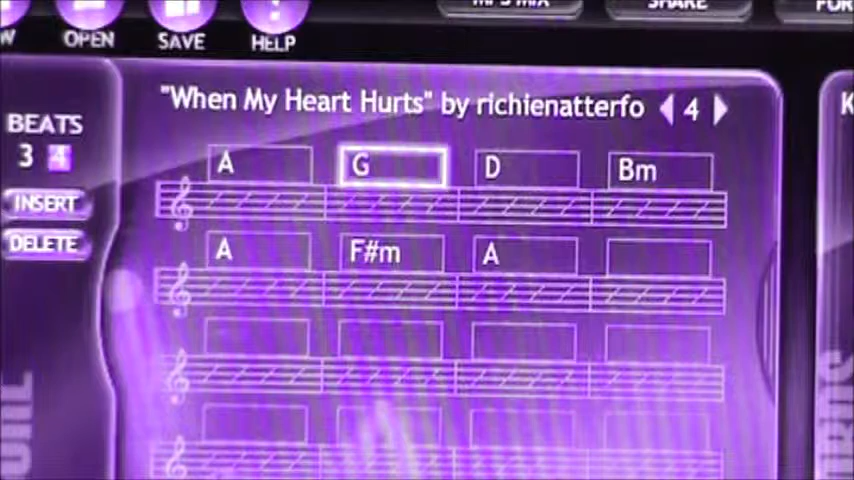 OPEN SAVE HELP
SHARE
"When My Heart Hurts" by richienatterfo 4
BEATS
3 4
INSERT
DELETE
A G D Bm
A F#m A